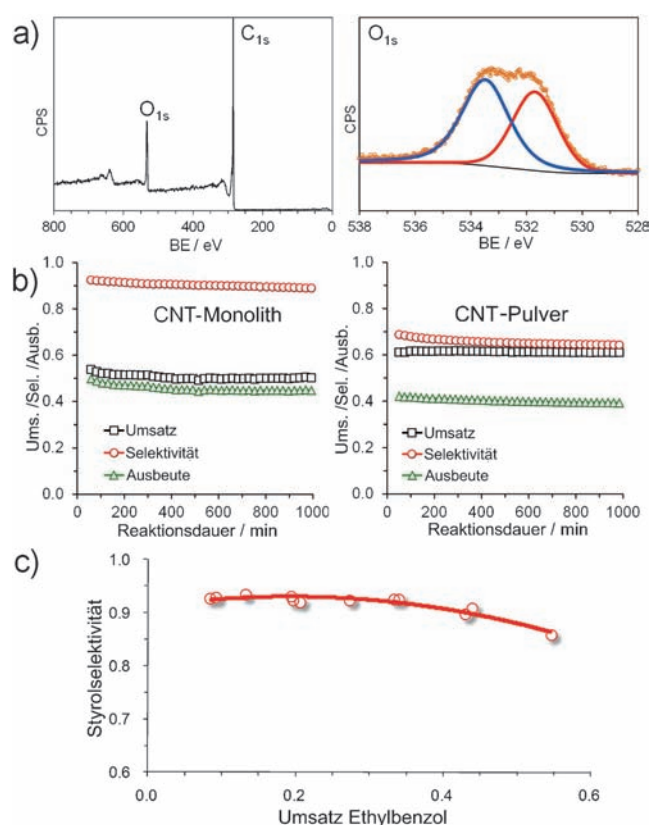 a)
C1s
O1s
CPS
800 600 400 200 0
BE / eV
O1s
CPS
538 536 534 532 530 528
BE / eV
b)
Ums. /Sel. /Ausb.
1.0
0.8
0.6
0.4
0.2
0.0
CNT-Monolith
Umsatz
Selektivität
Ausbeute
0 200 400 600 800 1000
Reaktionsdauer / min
1.0
0.8
0.6
0.4
0.2
0.0
CNT-Pulver
Umsatz
Selektivität
Ausbeute
0 200 400 600 800 1000
Reaktionsdauer / min
c)
Styrolselektivität
1.0
0.9
0.8
0.7
0.6
0.0 0.2 0.4 0.6
Umsatz Ethylbenzol